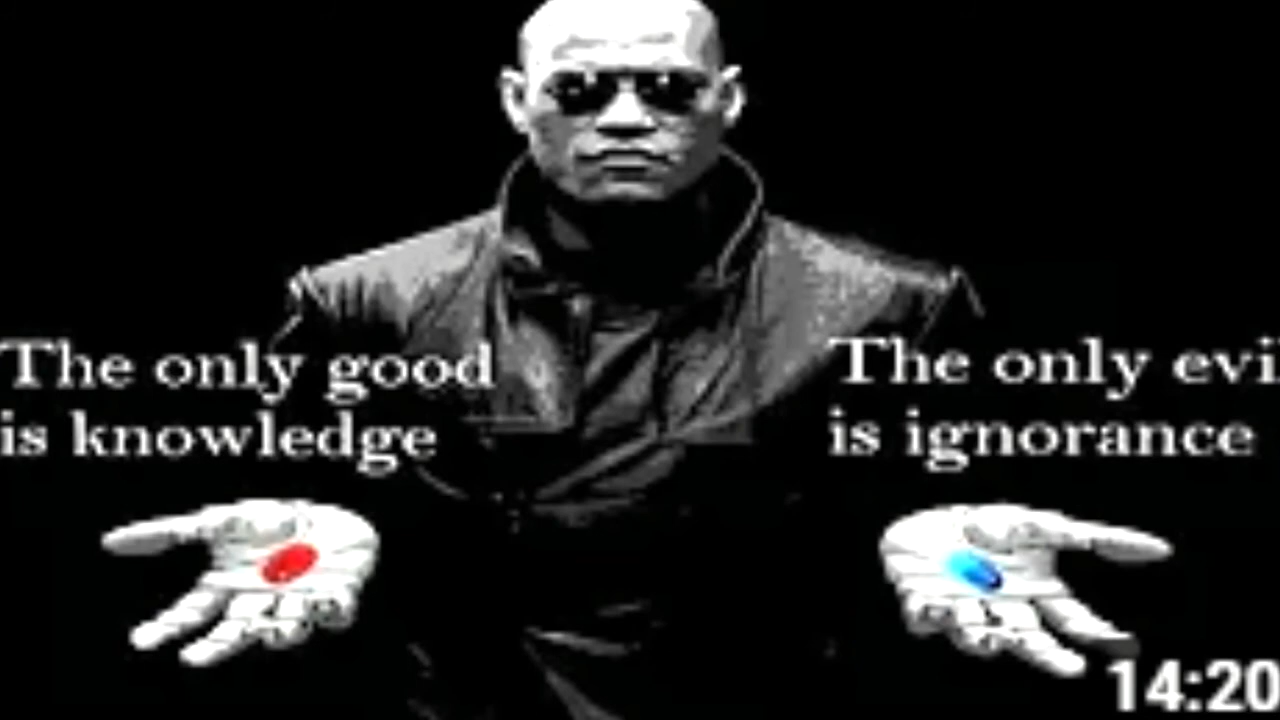 The only good
is knowledge
The only evi
is ignorance
14:20